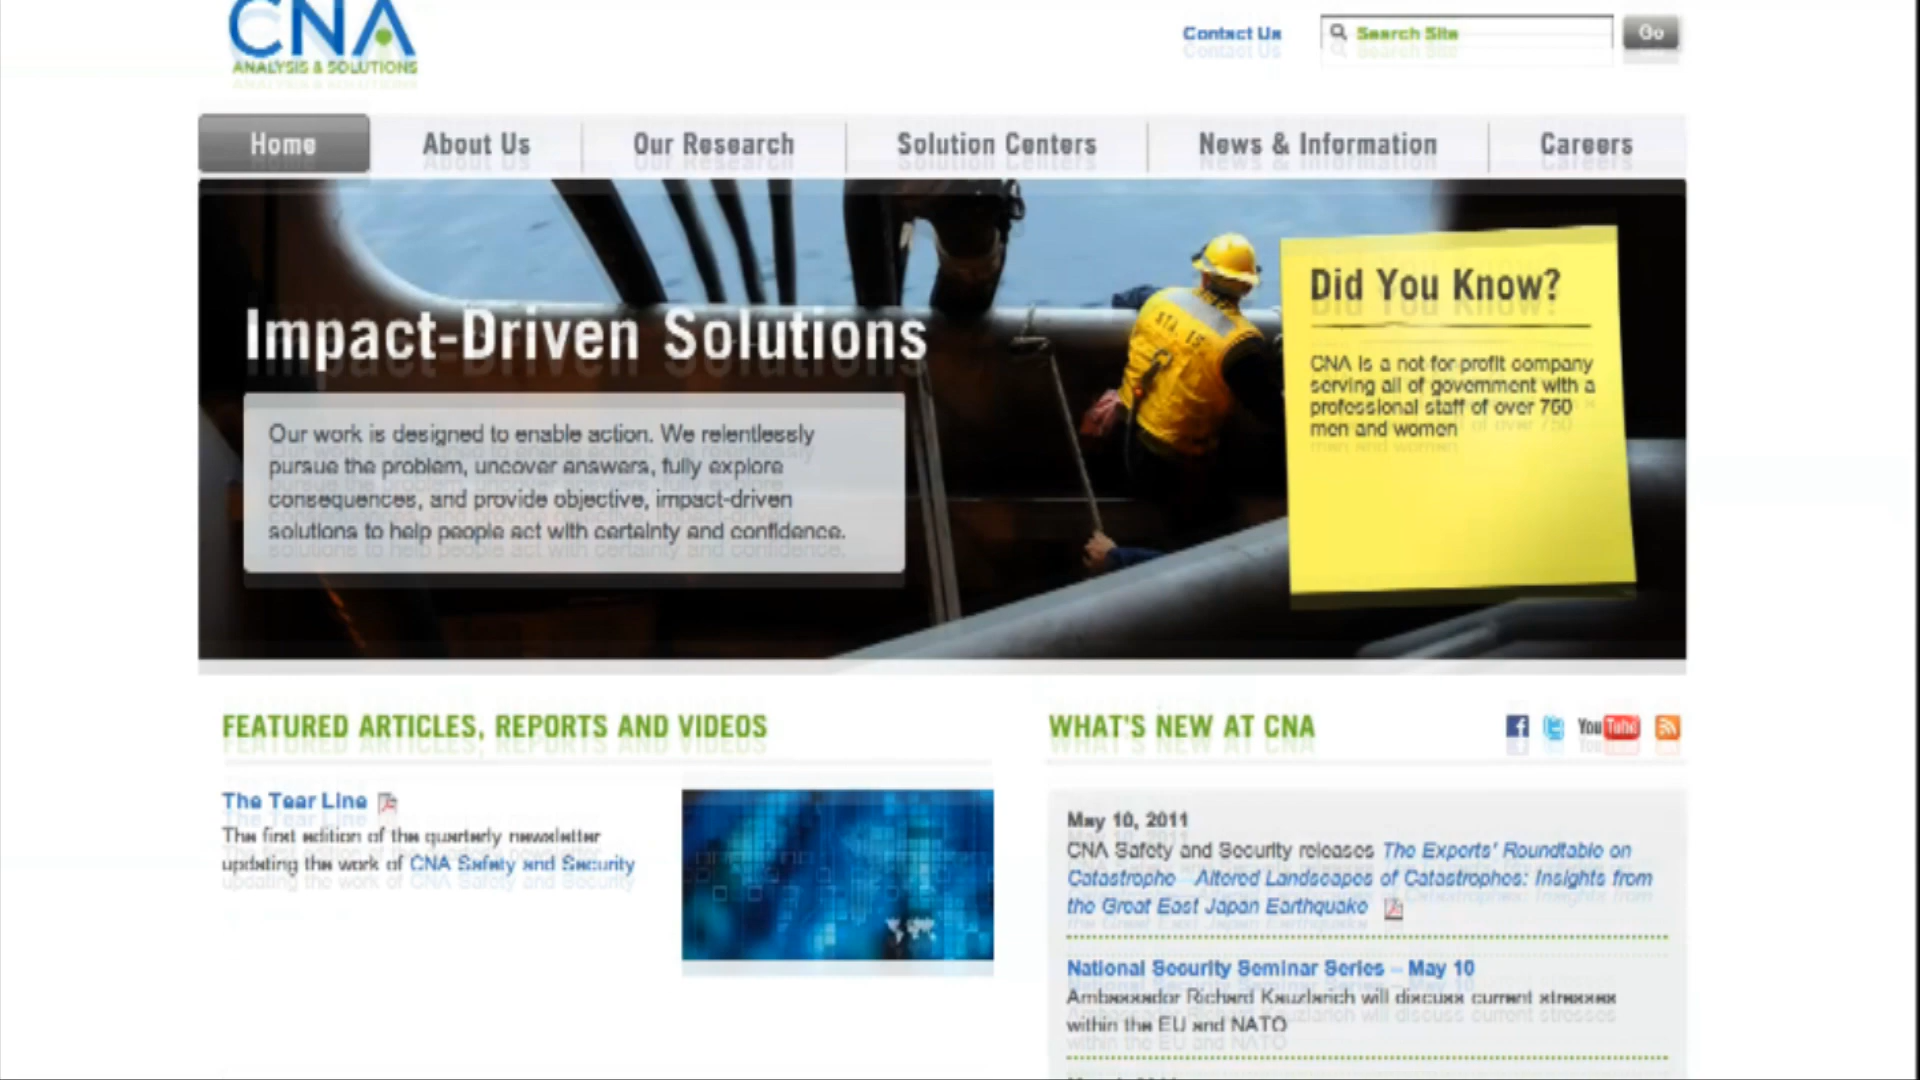 CNA
ANALYSIS & SOLUTIONS
Contact Us
Search Site
Go
Home
About Us
Our Research
Solution Centers
News & Information
Careers
Impact-Driven Solutions
Our work is designed to enable action. We relentlessly
pursue the problem, uncover answers, fully explore
consequences, and provide objective, impact-driven
solutions to help people act with certainty and confidence.
Did You Know?
CNA is a not for profit company
serving all of government with a
professional staff of over 750
men and women
FEATURED ARTICLES, REPORTS AND VIDEOS
The Tear Line
The first edition of the quarterly newsletter
updating the work of CNA Safety and Security
WHAT'S NEW AT CNA
You Tube
May 10, 2011
CNA Safety and Security releases The Experts' Roundtable on
Catastrophe - Altered Landscapes of Catastrophes: Insights from
the Great East Japan Earthquake
National Security Seminar Series – May 10
Ambassador Richard Kauzlarich will discuss current stresses
within the EU and NATO